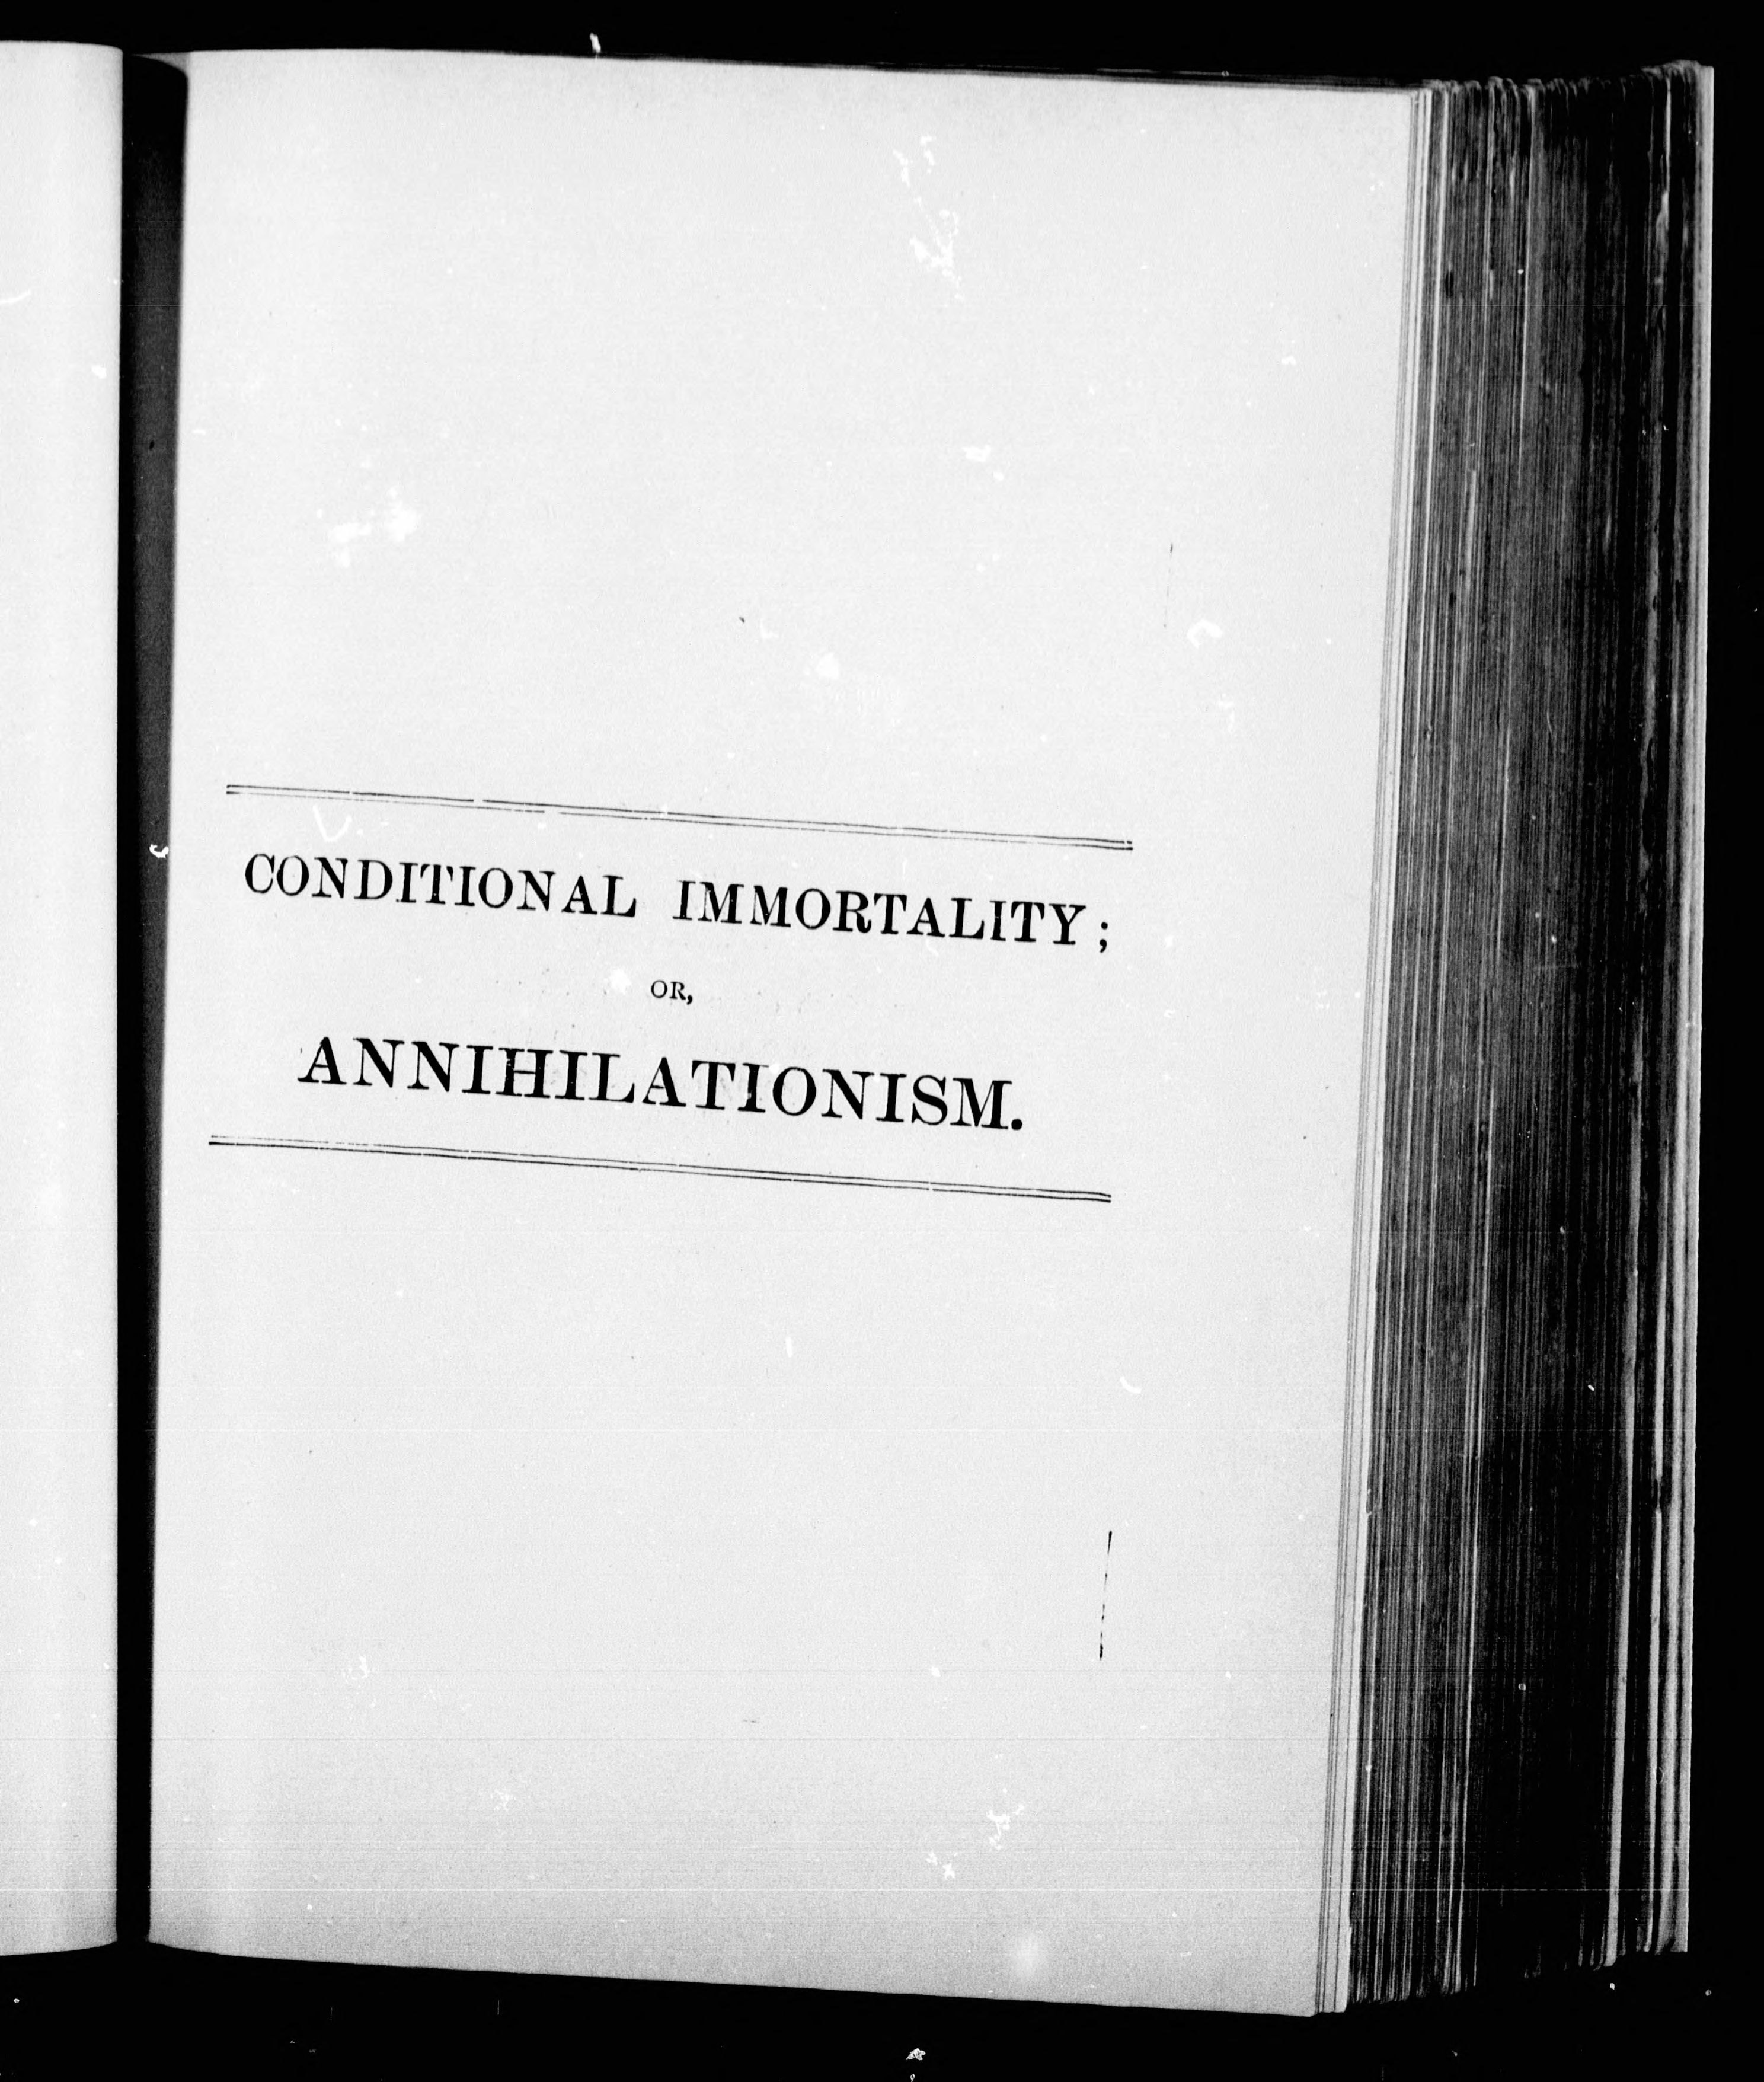 CONDITIONAL IMMORTALITY;
OR,
ANNIHILATIONISM.